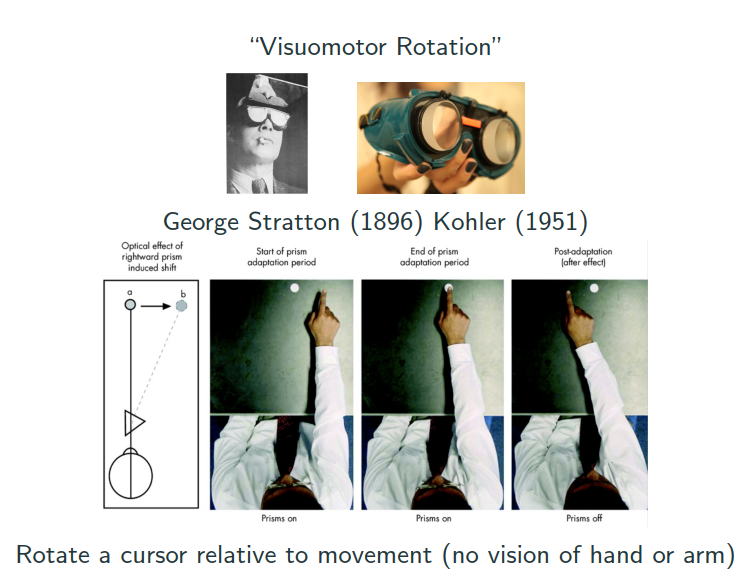 “Visuomotor Rotation”
George Stratton (1896) Kohler (1951)
Optical effect of
rightward prism
induced shift
Start of prism
adaptation period
End of prism
adaptation period
Post-adaptation
(after effect)
a
b
Prisms on
Prisms on
Prisms off
Rotate a cursor relative to movement (no vision of hand or arm)